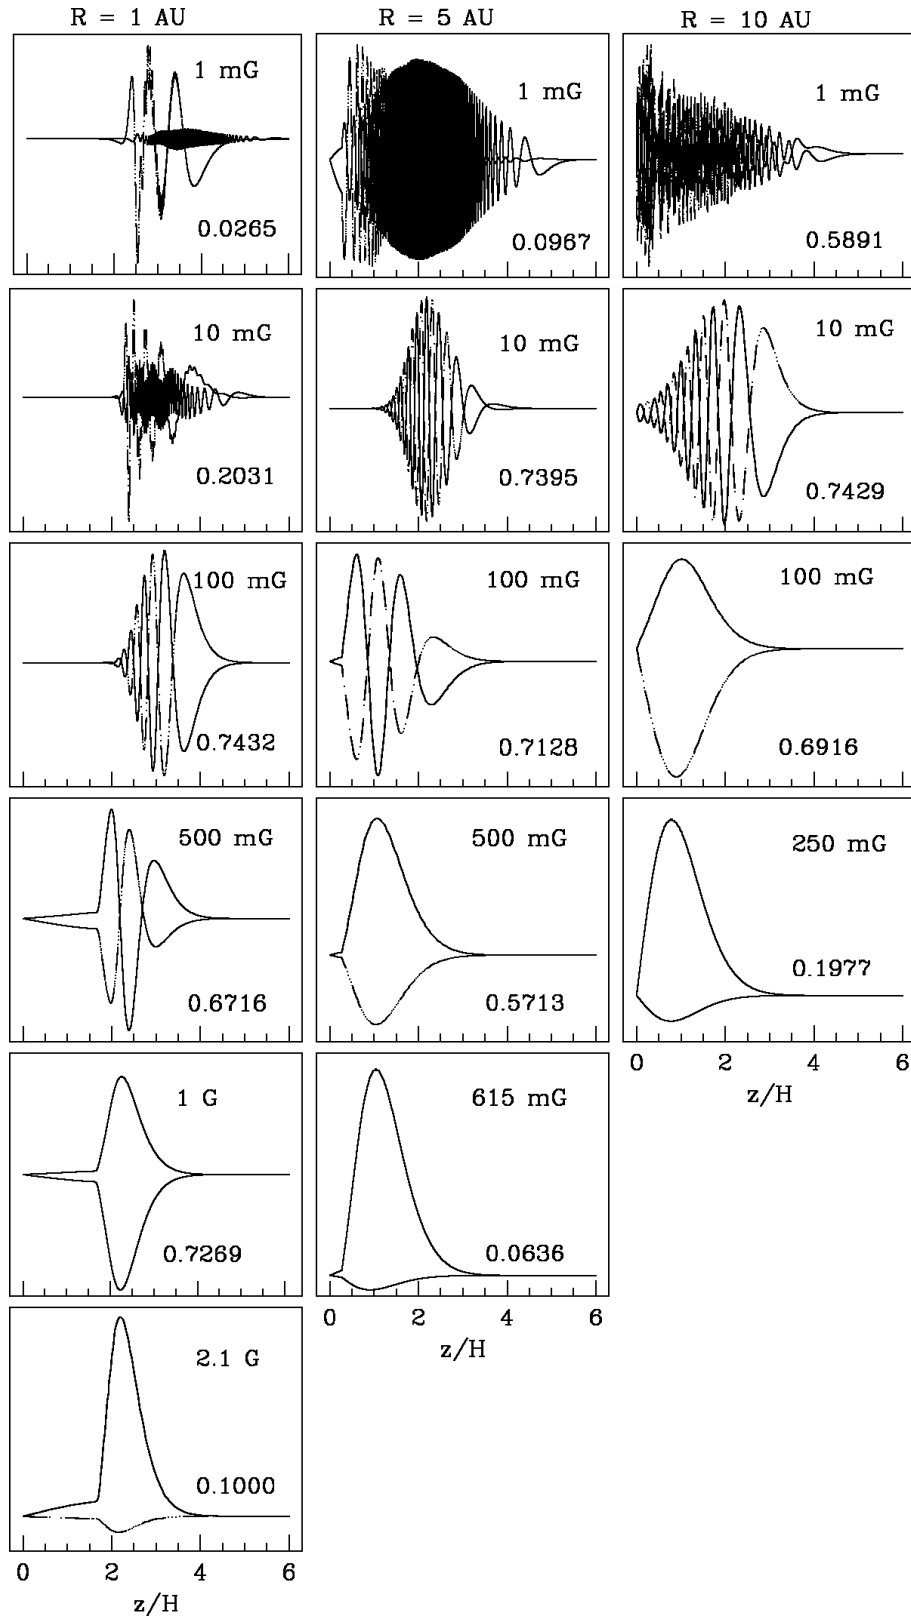 R = 1 AU
R = 5 AU
R = 10 AU
1 mG
1 mG
1 mG
0.0265
0.0967
0.5891
10 mG
10 mG
10 mG
0.2031
0.7395
0.7429
100 mG
100 mG
100 mG
0.7432
0.7128
0.6916
500 mG
500 mG
250 mG
0.6716
0.5713
0.1977
0 2 4 6
z/H
1 G
615 mG
0.7269
0.0636
0 2 4 6
z/H
2.1 G
0.1000
0 2 4 6
z/H